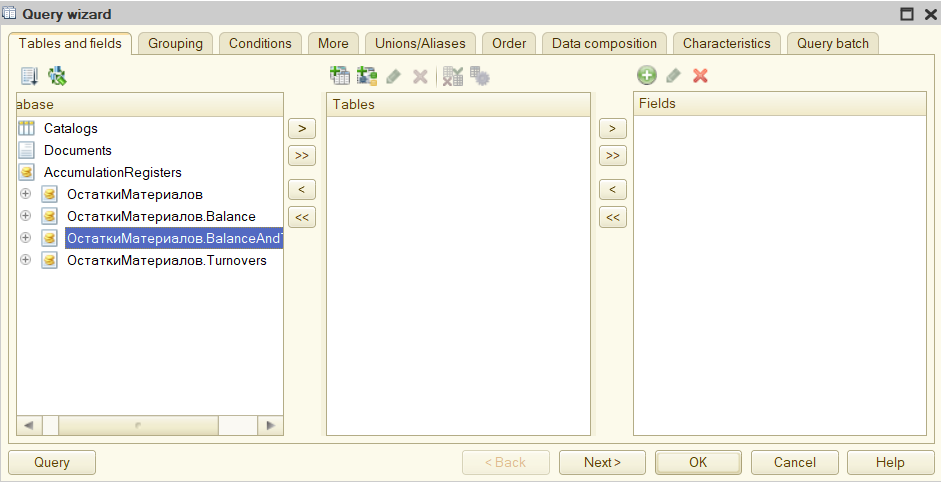 Query wizard
Tables and fields Grouping Conditions More Unions/Aliases Order Data composition Characteristics Query batch
abase Tables Fields
Catalogs
Documents
AccumulationRegisters
ОстаткиМатериалов
ОстаткиМатериалов.Balance
ОстаткиМатериалов.BalanceAnd
ОстаткиМатериалов.Turnovers
> >
>> >>
< <
<< <<
Query < Back Next > OK Cancel Help